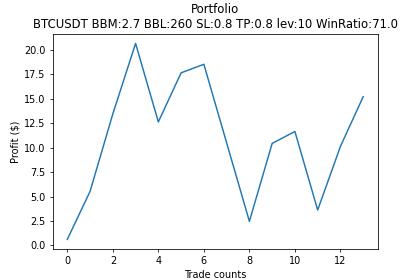 Portfolio
BTCUSDT BBM:2.7 BBL:260 SL:0.8 TP:0.8 lev:10 WinRatio:71.0
20.0
17.5
15.0
12.5
10.0
7.5
5.0
2.5
0.0
Profit ($)
0 2 4 6 8 10 12
Trade counts